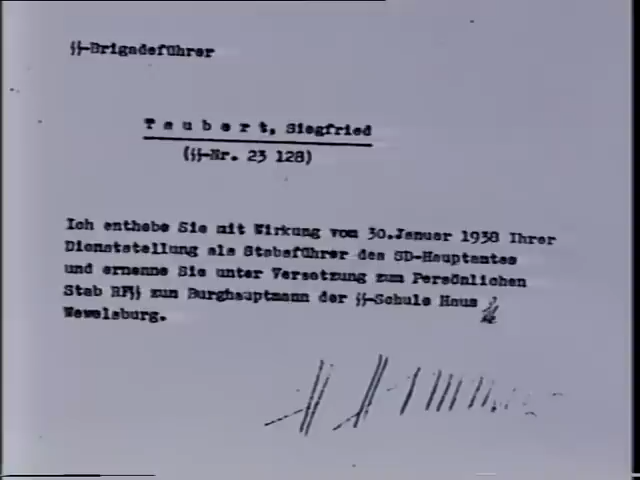 ᛋᛋ-Brigadeführer
Taubert, Siegfried
(ᛋᛋ-Nr. 23 128)
Ich enthebe Sie mit Wirkung vom 30.Januar 1938 Ihrer
Dienststellung als Stabsführer des SD-Hauptamtes
und ernenne Sie unter Versetzung zum Persönlichen
Stab RFᛋᛋ zum Burghauptmann der ᛋᛋ-Schule Haus
Wewelsburg.